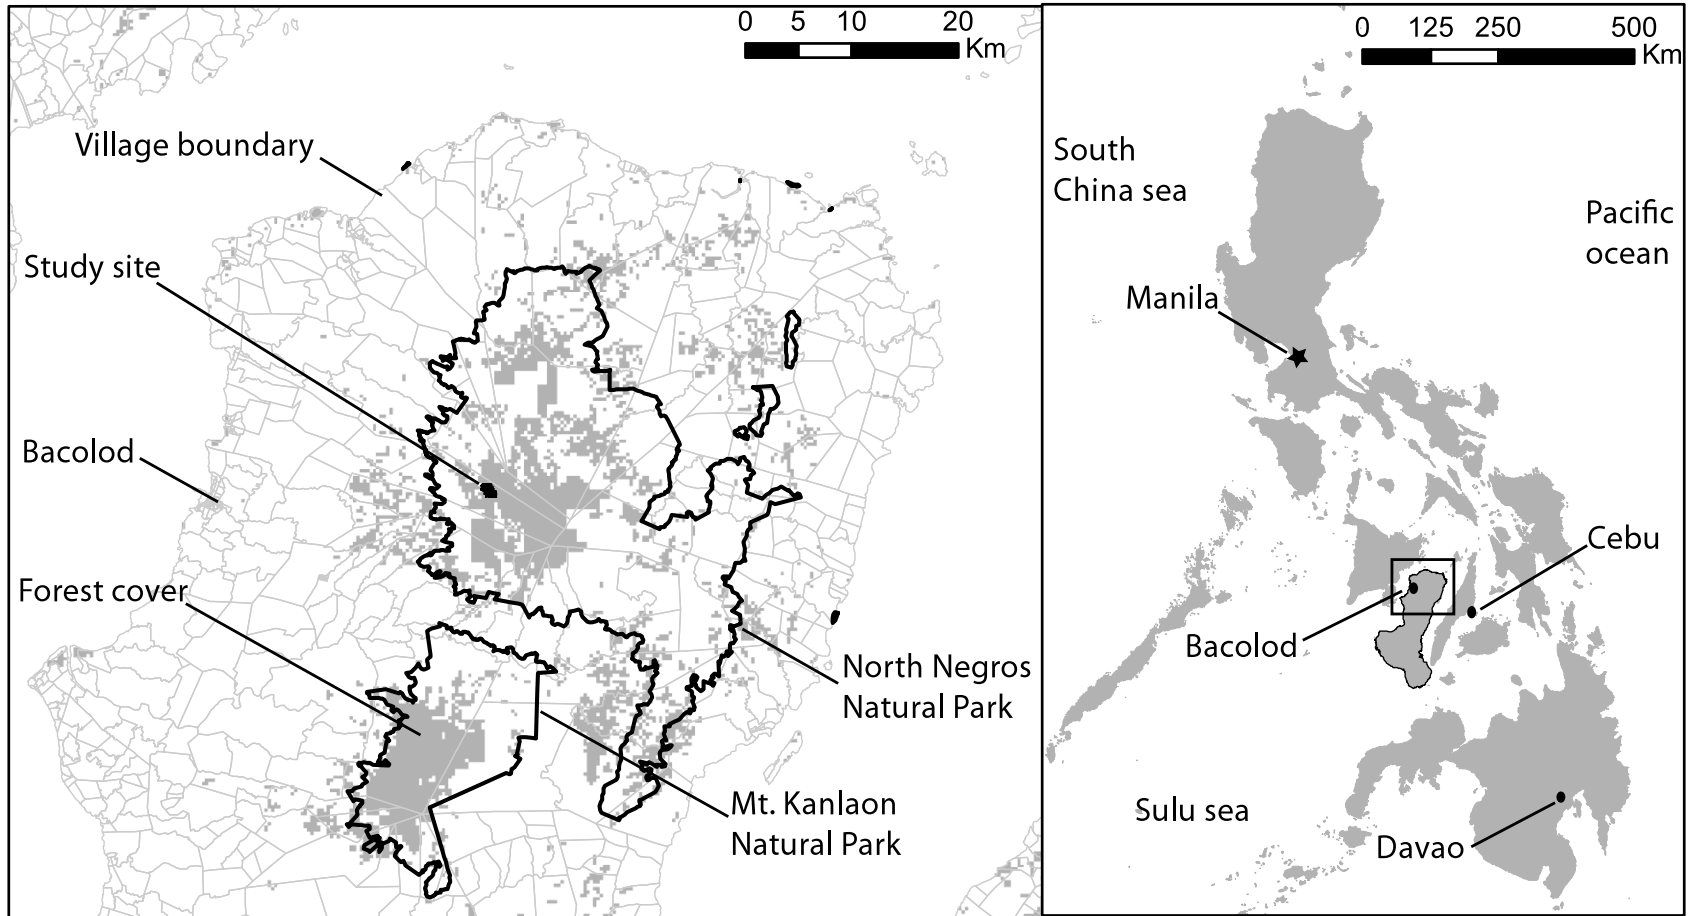 0 5 10 20
Km
Village boundary
Study site
Bacolod
Forest cover
North Negros
Natural Park
Mt. Kanlaon
Natural Park
0 125 250 500
Km
South
China sea
Pacific
ocean
Manila
Cebu
Bacolod
Sulu sea
Davao